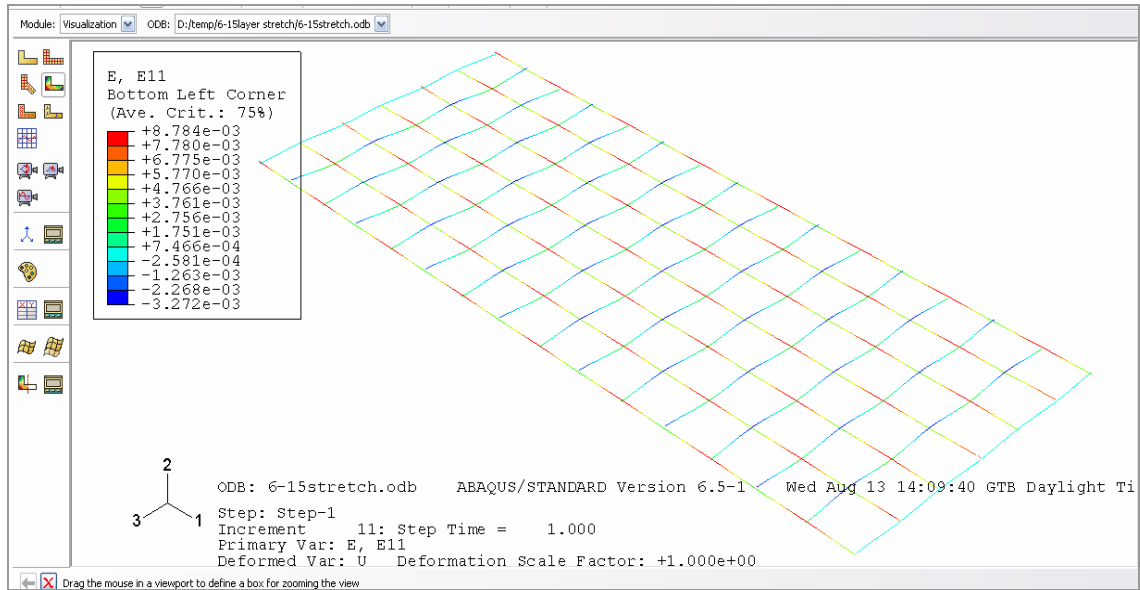 Module: Visualization ODB: D:/temp/6-15layer stretch/6-15stretch.odb
E, E11
Bottom Left Corner
(Ave. Crit.: 75%)
+8.784e-03
+7.780e-03
+6.775e-03
+5.770e-03
+4.766e-03
+3.761e-03
+2.756e-03
+1.751e-03
+7.466e-04
-2.581e-04
-1.263e-03
-2.268e-03
-3.272e-03
2
3
1
ODB: 6-15stretch.odb ABAQUS/STANDARD Version 6.5-1 Wed Aug 13 14:09:40 GTB Daylight Ti
Step: Step-1
Increment 11: Step Time = 1.000
Primary Var: E, E11
Deformed Var: U Deformation Scale Factor: +1.000e+00
Drag the mouse in a viewport to define a box for zooming the view